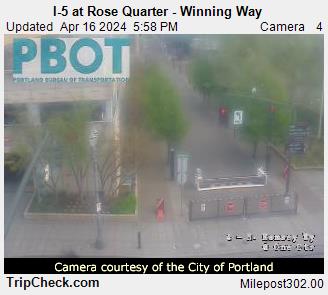 I-5 at Rose Quarter - Winning Way
Updated Apr 16 2024 5:58 PM Camera 4
PBOT
PORTLAND BUREAU OF TRANSPORTATION
Camera courtesy of the City of Portland
TripCheck.com Milepost302.00